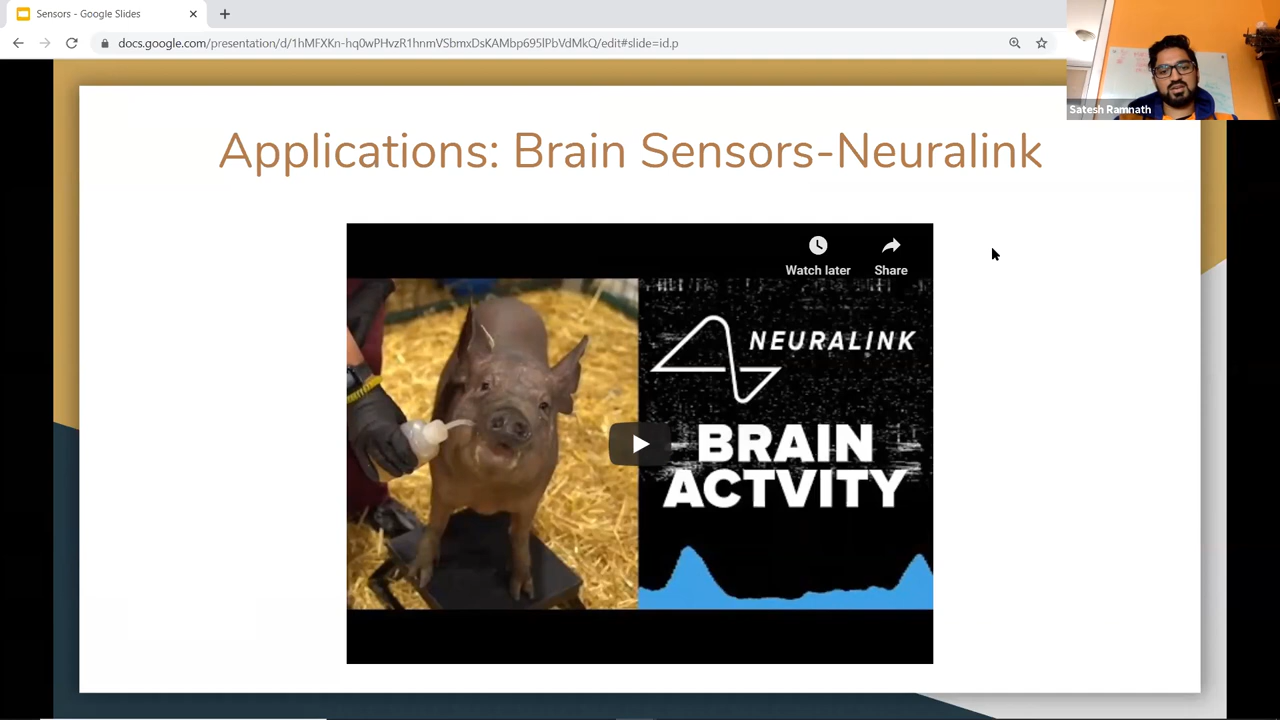 Sensors - Google Slides
docs.google.com/presentation/d/1hMFXKn-hq0wPHvzR1hnmVSbmxDsKAMbp695lPbVdMkQ/edit#slide=id.p
Satesh Ramnath
Applications: Brain Sensors-Neuralink
Watch later
Share
NEURALINK
BRAIN
ACTVITY